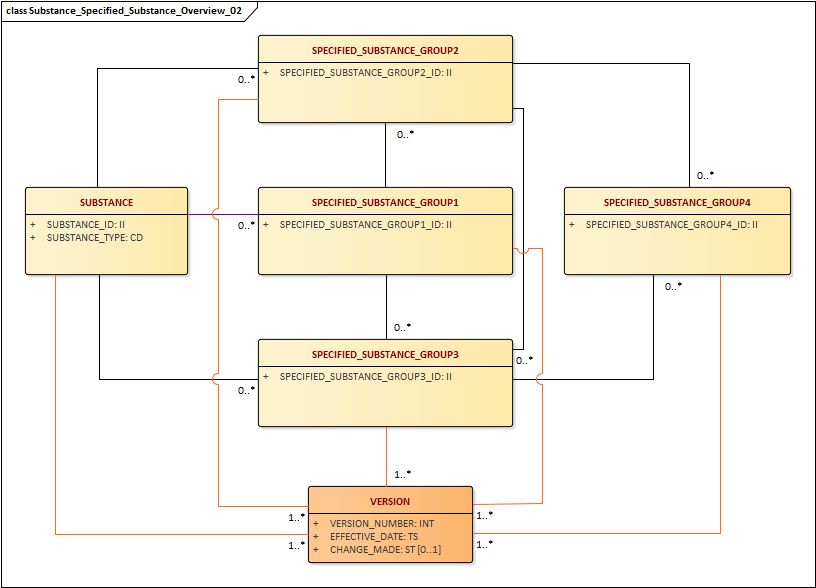 class Substance_Specified_Substance_Overview_02
SPECIFIED_SUBSTANCE_GROUP2
+ SPECIFIED_SUBSTANCE_GROUP2_ID: II
0..*
0..*
0..*
SUBSTANCE
+ SUBSTANCE_ID: II
+ SUBSTANCE_TYPE: CD
SPECIFIED_SUBSTANCE_GROUP1
+ SPECIFIED_SUBSTANCE_GROUP1_ID: II
0..*
SPECIFIED_SUBSTANCE_GROUP4
+ SPECIFIED_SUBSTANCE_GROUP4_ID: II
0..*
0..*
SPECIFIED_SUBSTANCE_GROUP3
+ SPECIFIED_SUBSTANCE_GROUP3_ID: II
0..*
0..*
1..*
VERSION
+ VERSION_NUMBER: INT
+ EFFECTIVE_DATE: TS
+ CHANGE_MADE: ST [0..1]
1..*
1..*
1..*
1..*